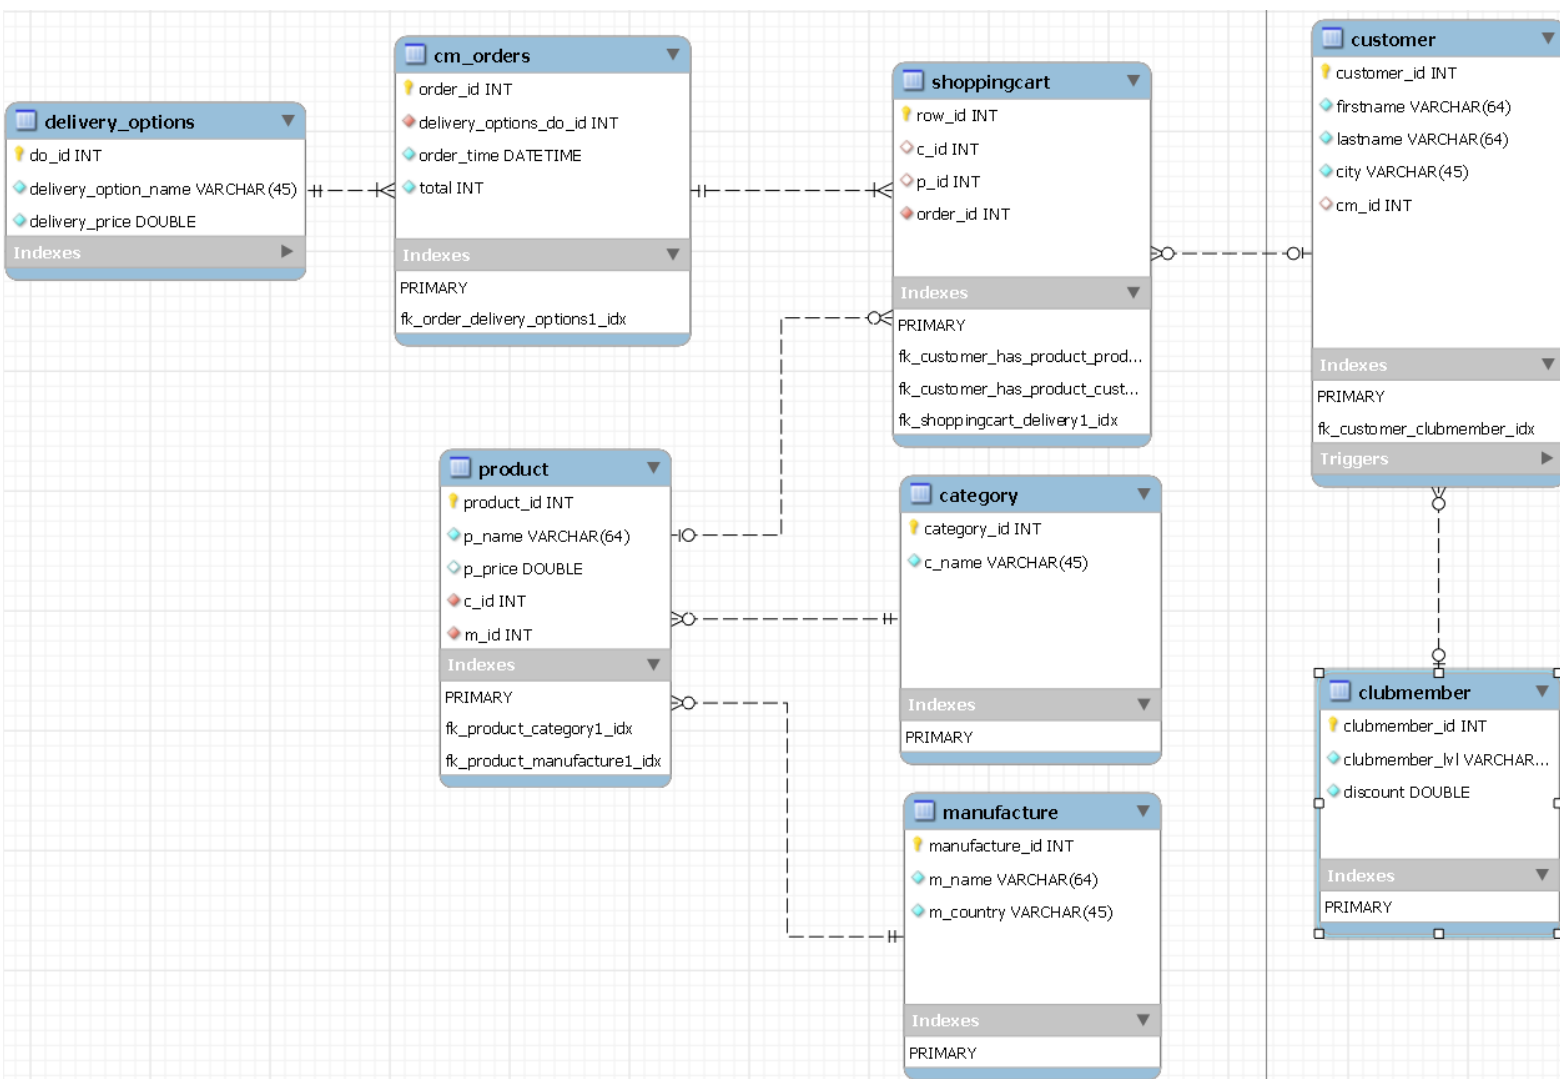 delivery_options
do_id INT
delivery_option_name VARCHAR(45)
delivery_price DOUBLE
Indexes
cm_orders
order_id INT
delivery_options_do_id INT
order_time DATETIME
total INT
Indexes
PRIMARY
fk_order_delivery_options1_idx
shoppingcart
row_id INT
c_id INT
p_id INT
order_id INT
Indexes
PRIMARY
fk_customer_has_product_prod...
fk_customer_has_product_cust...
fk_shoppingcart_delivery1_idx
customer
customer_id INT
firstname VARCHAR(64)
lastname VARCHAR(64)
city VARCHAR(45)
cm_id INT
Indexes
PRIMARY
fk_customer_clubmember_idx
Triggers
product
product_id INT
p_name VARCHAR(64)
p_price DOUBLE
c_id INT
m_id INT
Indexes
PRIMARY
fk_product_category1_idx
fk_product_manufacture1_idx
category
category_id INT
c_name VARCHAR(45)
Indexes
PRIMARY
manufacture
manufacture_id INT
m_name VARCHAR(64)
m_country VARCHAR(45)
Indexes
PRIMARY
clubmember
clubmember_id INT
clubmember_lvl VARCHAR...
discount DOUBLE
Indexes
PRIMARY